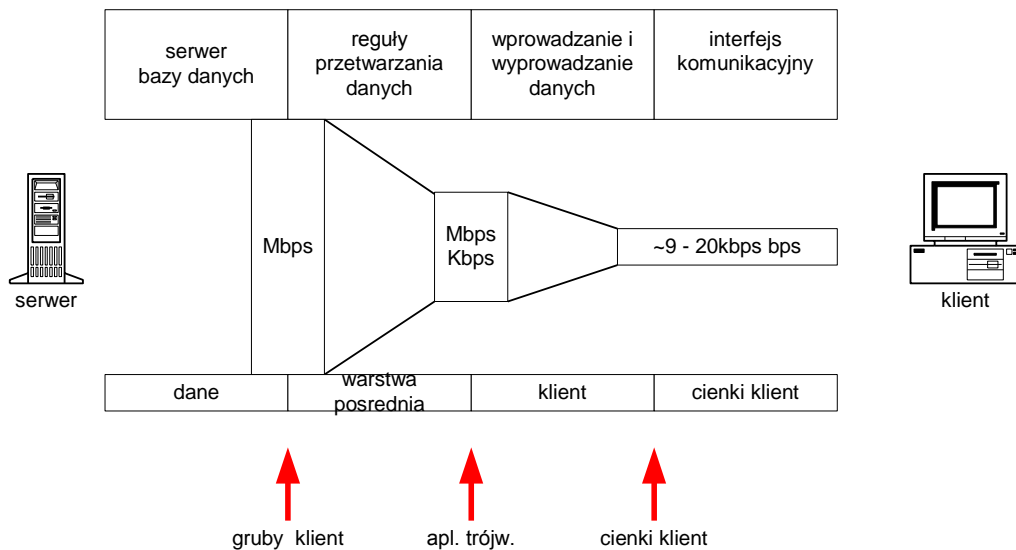 serwer
bazy danych
reguły
przetwarzania
danych
wprowadzanie i
wyprowadzanie
danych
interfejs
komunikacyjny
Mbps
Mbps
Kbps
~9 - 20kbps bps
serwer
klient
dane
warstwa
posrednia
klient
cienki klient
gruby klient
apl. trójw.
cienki klient